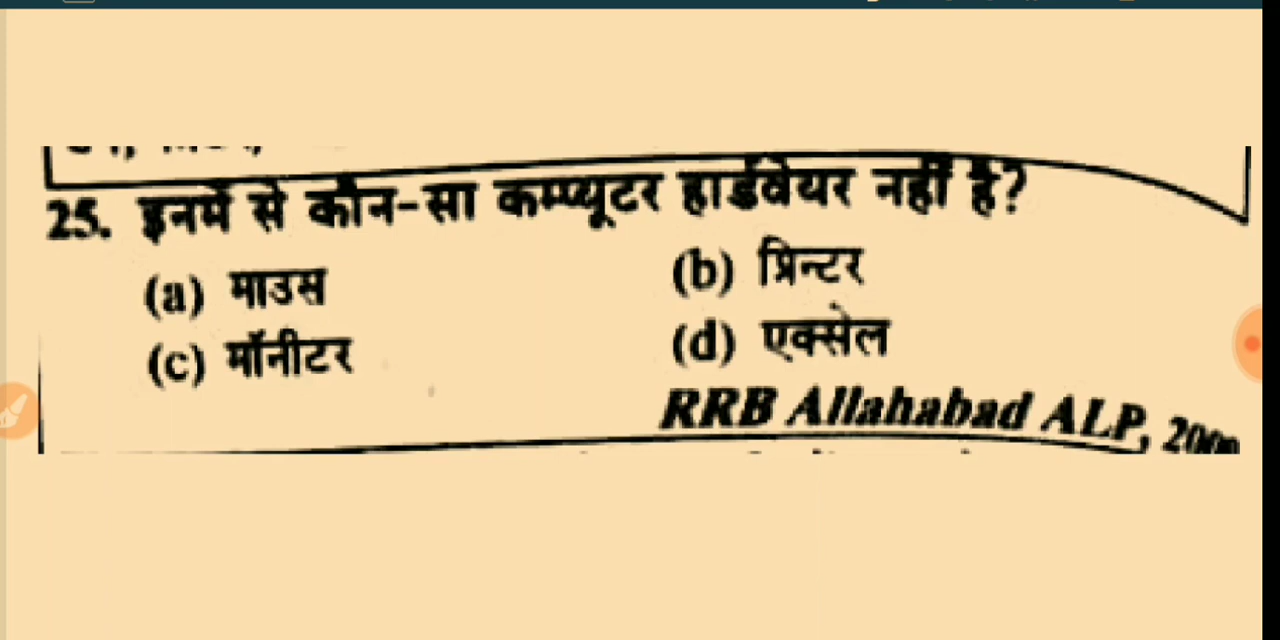 25. इनमें से कौन-सा कम्प्यूटर हार्डवेयर नहीं है?
(a) माउस (b) प्रिन्टर
(c) मॉनीटर (d) एक्सेल
RRB Allahabad ALP,